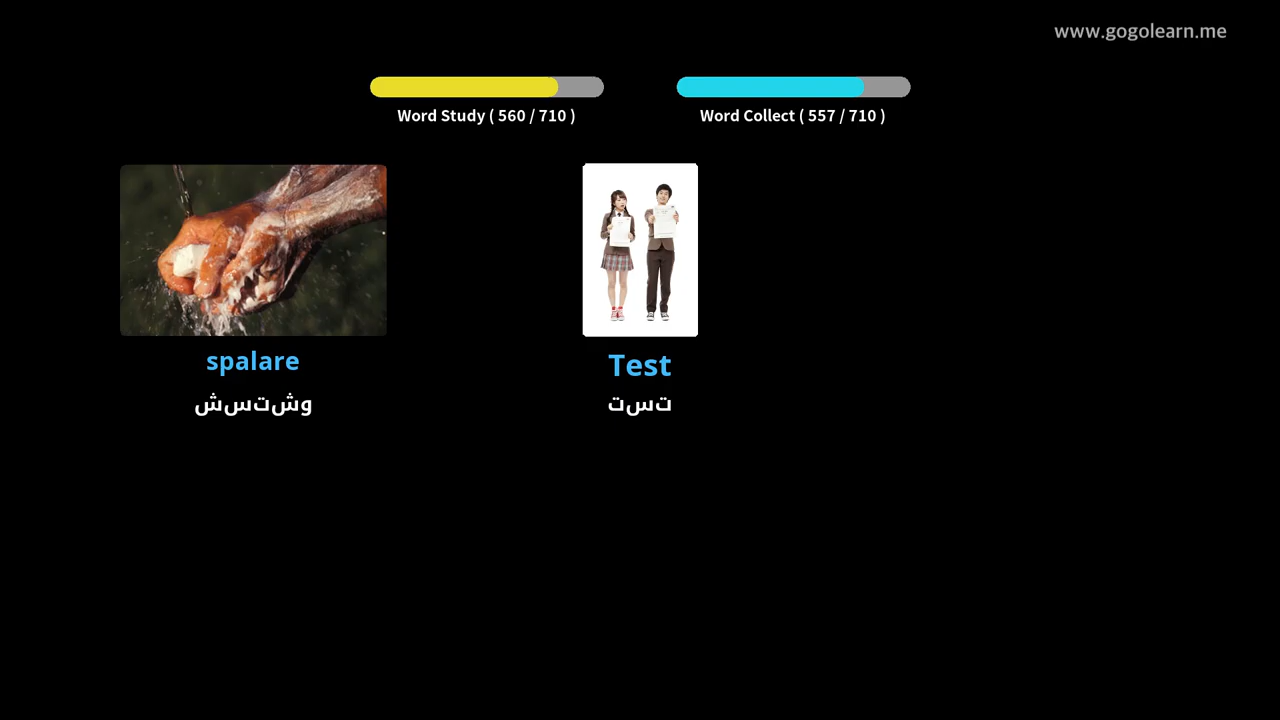 www.gogolearn.me
Word Study ( 560 / 710 )
Word Collect ( 557 / 710 )
spalare
وشتسش
Test
تست